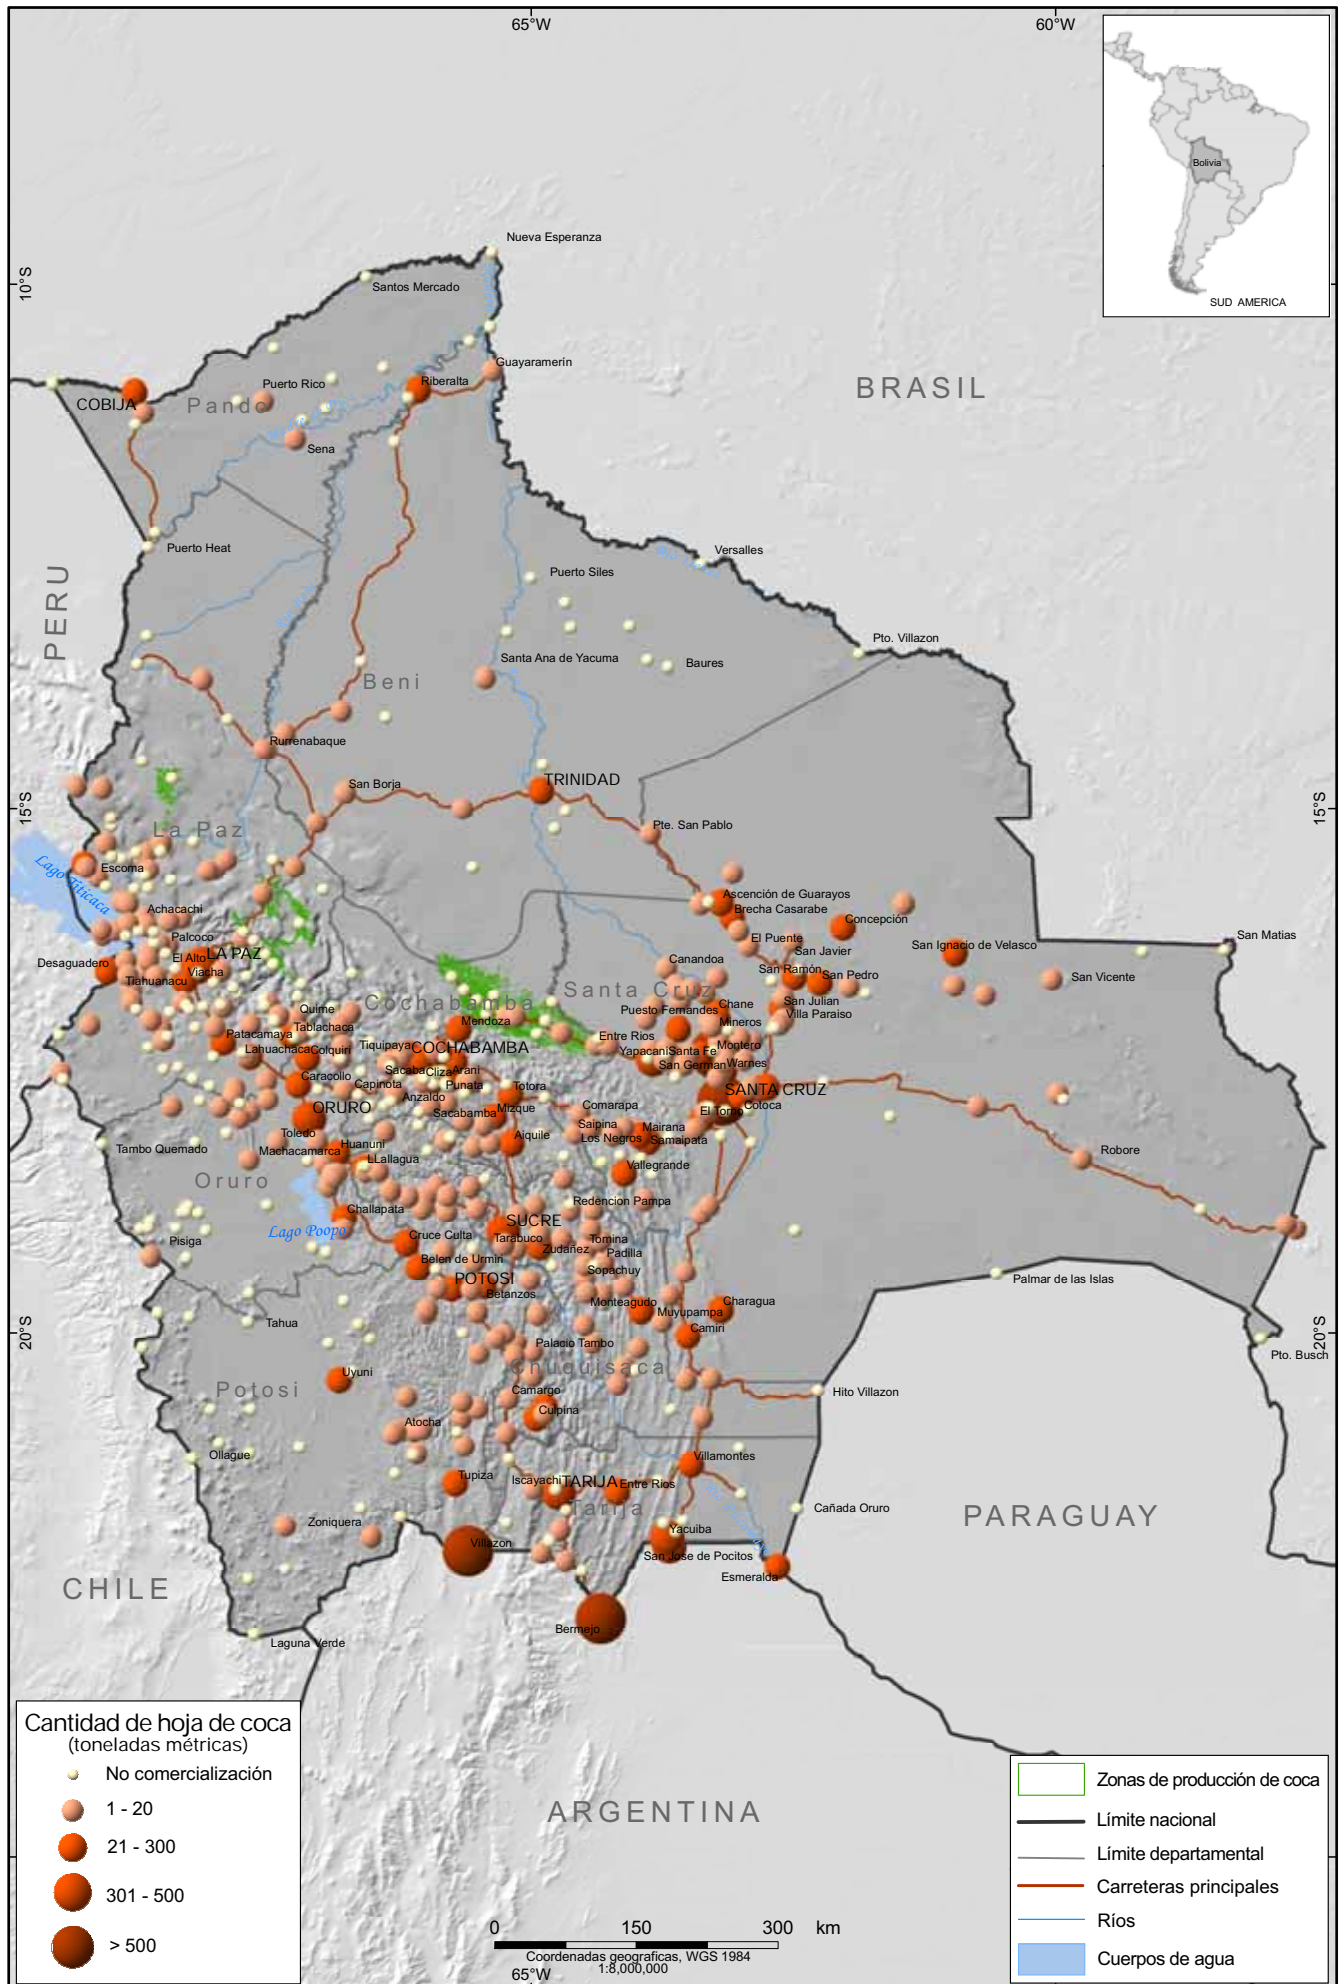 65°W
60°W
Bolivia
SUD AMERICA
Nueva Esperanza
10°S
Santos Mercado
Guayaramerín
BRASIL
Riberalta
Puerto Rico
COBIJA
Pando
Sena
Puerto Heat
Versalles
PERU
Puerto Siles
Pto. Villazon
Santa Ana de Yacuma
Baures
Beni
Rurrenabaque
TRINIDAD
San Borja
15°S
15°S
La Paz
Pte. San Pablo
Lago Titicaca
Escoma
Ascención de Guarayos
Achacachi
Brecha Casarabe
Concepción
Palcoco
El Puente
San Ignacio de Velasco
San Matias
El Alto
LA PAZ
San Javier
Desaguadero
Viacha
Canandoa
San Ramón
San Pedro
San Vicente
Tiahuanacu
Santa Cruz
Cochabamba
Quime
Puesto Fernandes
Chane
San Julian
Villa Paraiso
Mendoza
Mineros
Patacamaya
Tablachaca
Entre Rios
Montero
Lahuachaca
Colquiri
Tiquipaya
COCHABAMBA
Yapacani
Santa Fe
San German
Warnes
Sacaba
Cliza
Arani
Caracollo
Capinota
Punata
Totora
SANTA CRUZ
Anzaldo
ORURO
Sacabamba
Mizque
Comarapa
El Torno
Cotoca
Saipina
Mairana
Toledo
Aiquile
Los Negros
Samaipata
Tambo Quemado
Machacamarca
Huanuni
LLallagua
Vallegrande
Robore
Oruro
Redencion Pampa
Challapata
SUCRE
Lago Poopo
Pisiga
Cruce Culta
Tarabuco
Zudañez
Tomina
Padilla
Belen de Urmiri
Sopachuy
Palmar de las Islas
POTOSI
Betanzos
Monteagudo
Muyupampa
Charagua
Tahua
Camiri
20°S
20°S
Palacio Tambo
Pto. Busch
Chuquisaca
Uyuni
Potosi
Camargo
Hito Villazon
Culpina
Atocha
Ollague
Villamontes
Tupiza
Iscayachi
TARIJA
Entre Rios
Tarija
Cañada Oruro
PARAGUAY
Zoniquera
Yacuiba
Villazon
San Jose de Pocitos
Esmeralda
CHILE
Bermejo
Laguna Verde
ARGENTINA
Cantidad de hoja de coca
(toneladas métricas)
No comercialización
1 - 20
21 - 300
301 - 500
> 500
0 150 300 km
Coordenadas geograficas, WGS 1984
1:8,000,000
65°W
Zonas de producción de coca
Límite nacional
Límite departamental
Carreteras principales
Ríos
Cuerpos de agua